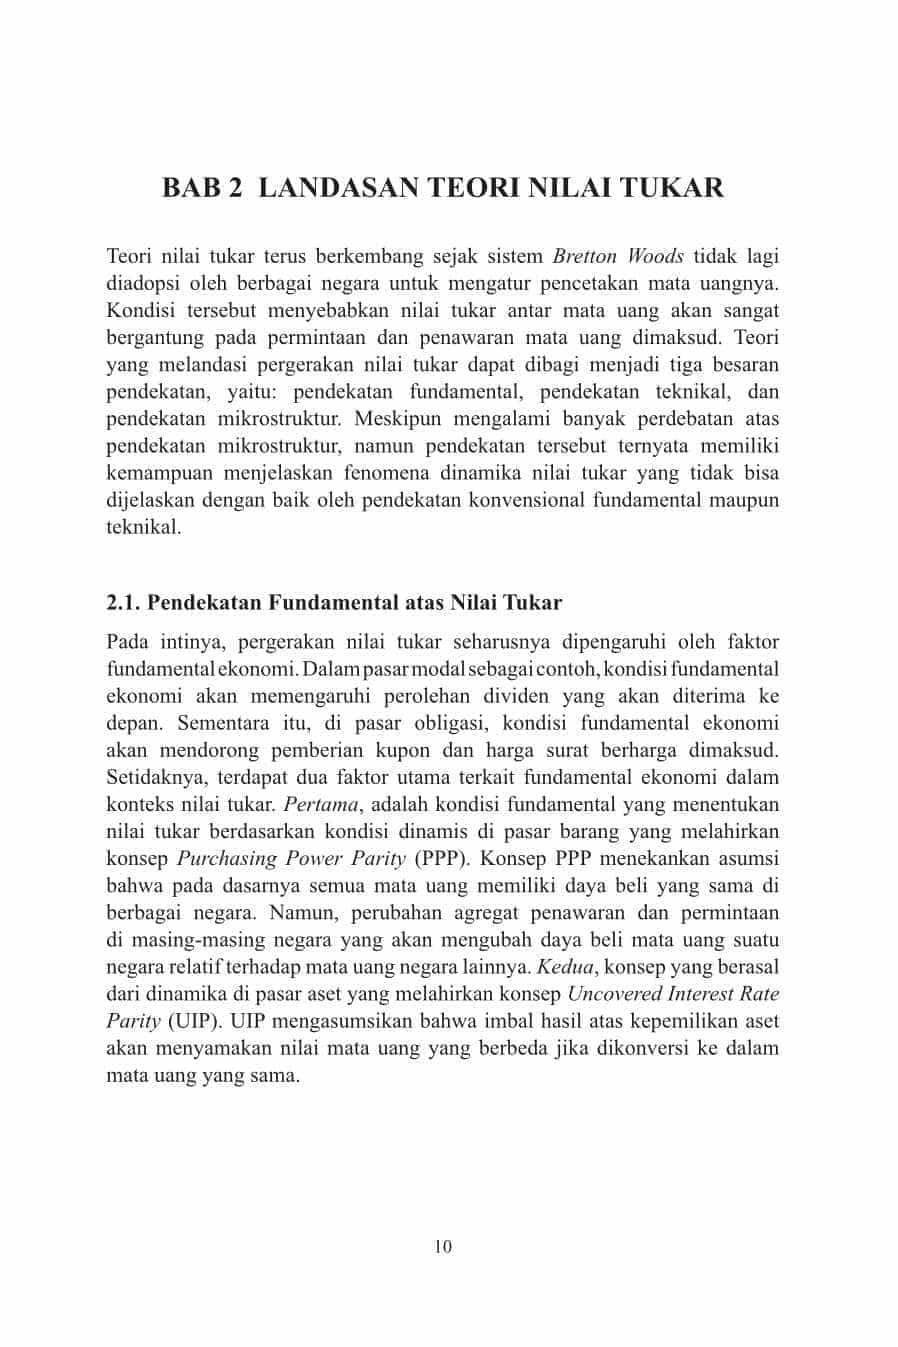 BAB 2 LANDASAN TEORI NILAI TUKAR
Teori nilai tukar terus berkembang sejak sistem Bretton Woods tidak lagi
diadopsi oleh berbagai negara untuk mengatur pencetakan mata uangnya.
Kondisi tersebut menyebabkan nilai tukar antar mata uang akan sangat
bergantung pada permintaan dan penawaran mata uang dimaksud. Teori
yang melandasi pergerakan nilai tukar dapat dibagi menjadi tiga besaran
pendekatan, yaitu: pendekatan fundamental, pendekatan teknikal, dan
pendekatan mikrostruktur. Meskipun mengalami banyak perdebatan atas
pendekatan mikrostruktur, namun pendekatan tersebut ternyata memiliki
kemampuan menjelaskan fenomena dinamika nilai tukar yang tidak bisa
dijelaskan dengan baik oleh pendekatan konvensional fundamental maupun
teknikal.
2.1. Pendekatan Fundamental atas Nilai Tukar
Pada intinya, pergerakan nilai tukar seharusnya dipengaruhi oleh faktor
fundamental ekonomi. Dalam pasar modal sebagai contoh, kondisi fundamental
ekonomi akan memengaruhi perolehan dividen yang akan diterima ke
depan. Sementara itu, di pasar obligasi, kondisi fundamental ekonomi
akan mendorong pemberian kupon dan harga surat berharga dimaksud.
Setidaknya, terdapat dua faktor utama terkait fundamental ekonomi dalam
konteks nilai tukar. Pertama, adalah kondisi fundamental yang menentukan
nilai tukar berdasarkan kondisi dinamis di pasar barang yang melahirkan
konsep Purchasing Power Parity (PPP). Konsep PPP menekankan asumsi
bahwa pada dasarnya semua mata uang memiliki daya beli yang sama di
berbagai negara. Namun, perubahan agregat penawaran dan permintaan
di masing-masing negara yang akan mengubah daya beli mata uang suatu
negara relatif terhadap mata uang negara lainnya. Kedua, konsep yang berasal
dari dinamika di pasar aset yang melahirkan konsep Uncovered Interest Rate
Parity (UIP). UIP mengasumsikan bahwa imbal hasil atas kepemilikan aset
akan menyamakan nilai mata uang yang berbeda jika dikonversi ke dalam
mata uang yang sama.
10